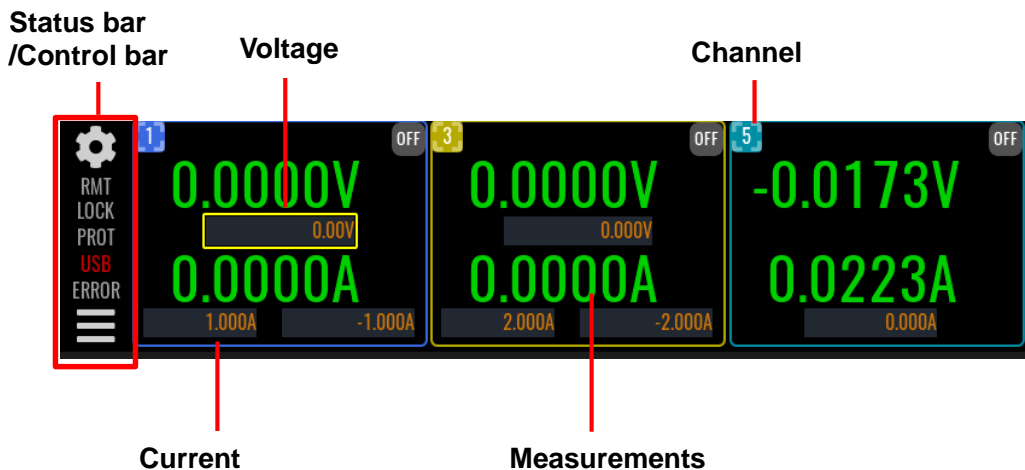 Status bar
/Control bar
Voltage
Channel
1
OFF
3
OFF
5
OFF
RMT
LOCK
PROT
USB
ERROR
0.0000V
0.00V
0.0000A
1.000A
-1.000A
0.0000V
0.000V
0.0000A
2.000A
-2.000A
-0.0173V
0.0223A
0.000A
Current
Measurements